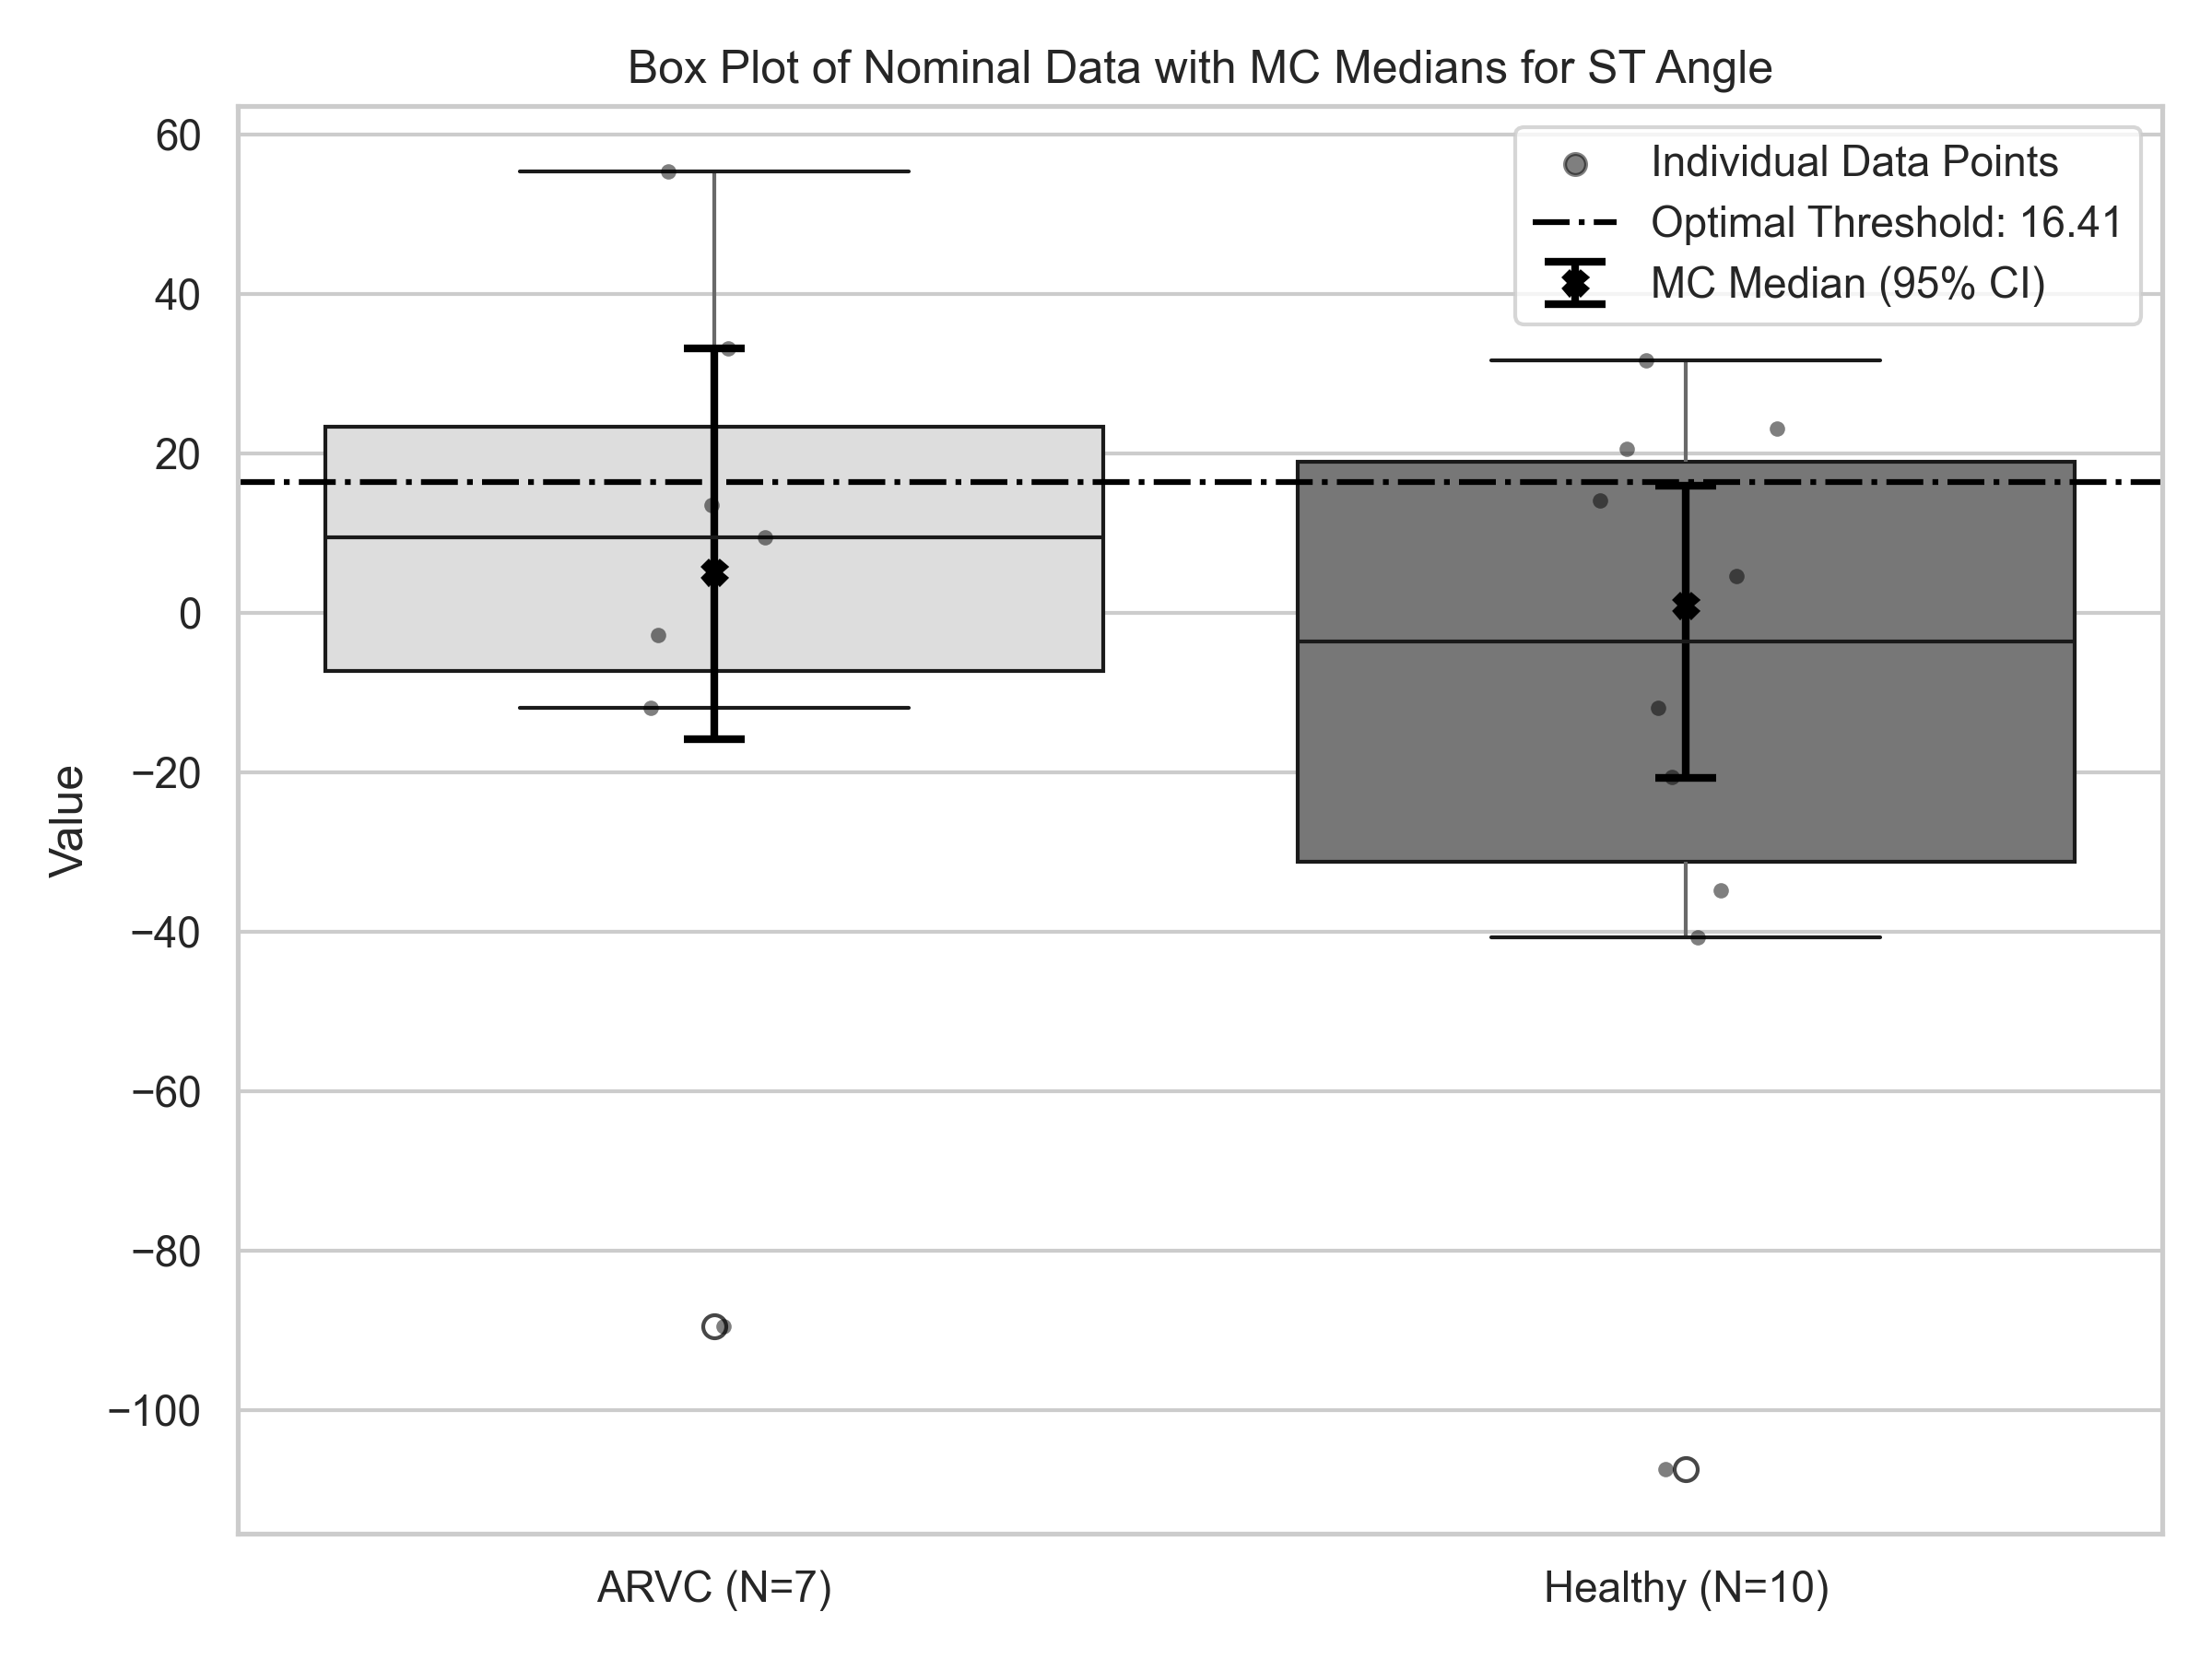 Box Plot of Nominal Data with MC Medians for ST Angle
Individual Data Points
Optimal Threshold: 16.41
MC Median (95% CI)
Value
60
40
20
0
−20
−40
−60
−80
−100
ARVC (N=7)
Healthy (N=10)